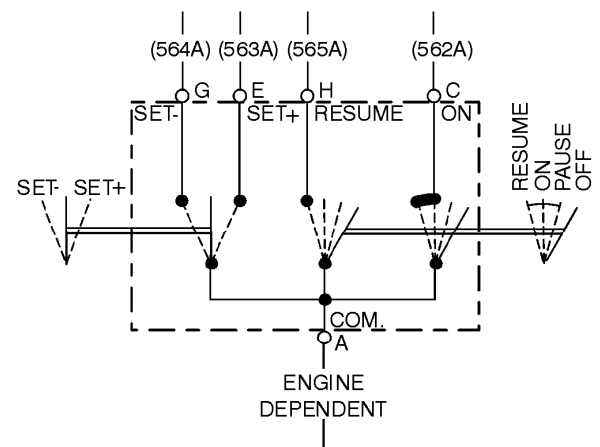 (564A) (563A) (565A) (562A)
G E H C
SET- SET+ RESUME ON
SET- SET+
RESUME
ON
PAUSE
OFF
COM.
A
ENGINE
DEPENDENT